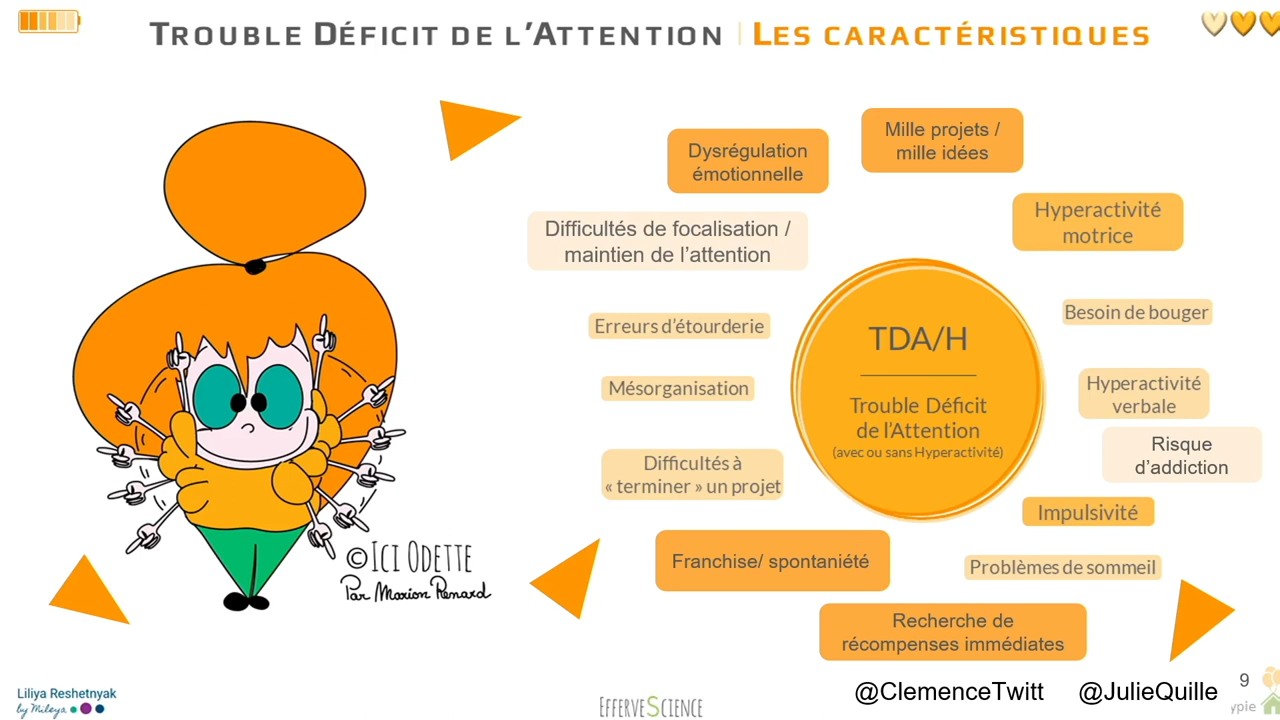 TROUBLE DÉFICIT DE L'ATTENTION | LES CARACTÉRISTIQUES
Mille projets /
mille idées
Dysrégulation
émotionnelle
Hyperactivité
motrice
Difficultés de focalisation /
maintien de l'attention
Besoin de bouger
Erreurs d'étourderie
TDA/H
Trouble Déficit
de l'Attention
(avec ou sans Hyperactivité)
Mésorganisation
Hyperactivité
verbale
Risque
d'addiction
Difficultés à
« terminer » un projet
Impulsivité
Franchise/ spontaniété
Problèmes de sommeil
Recherche de
récompenses immédiates
©ICI ODETTE
Par Marion Renard
Liliya Reshetnyak
by Mileya
EFFERVESCIENCE
@ClemenceTwitt @JulieQuille
9
ypie